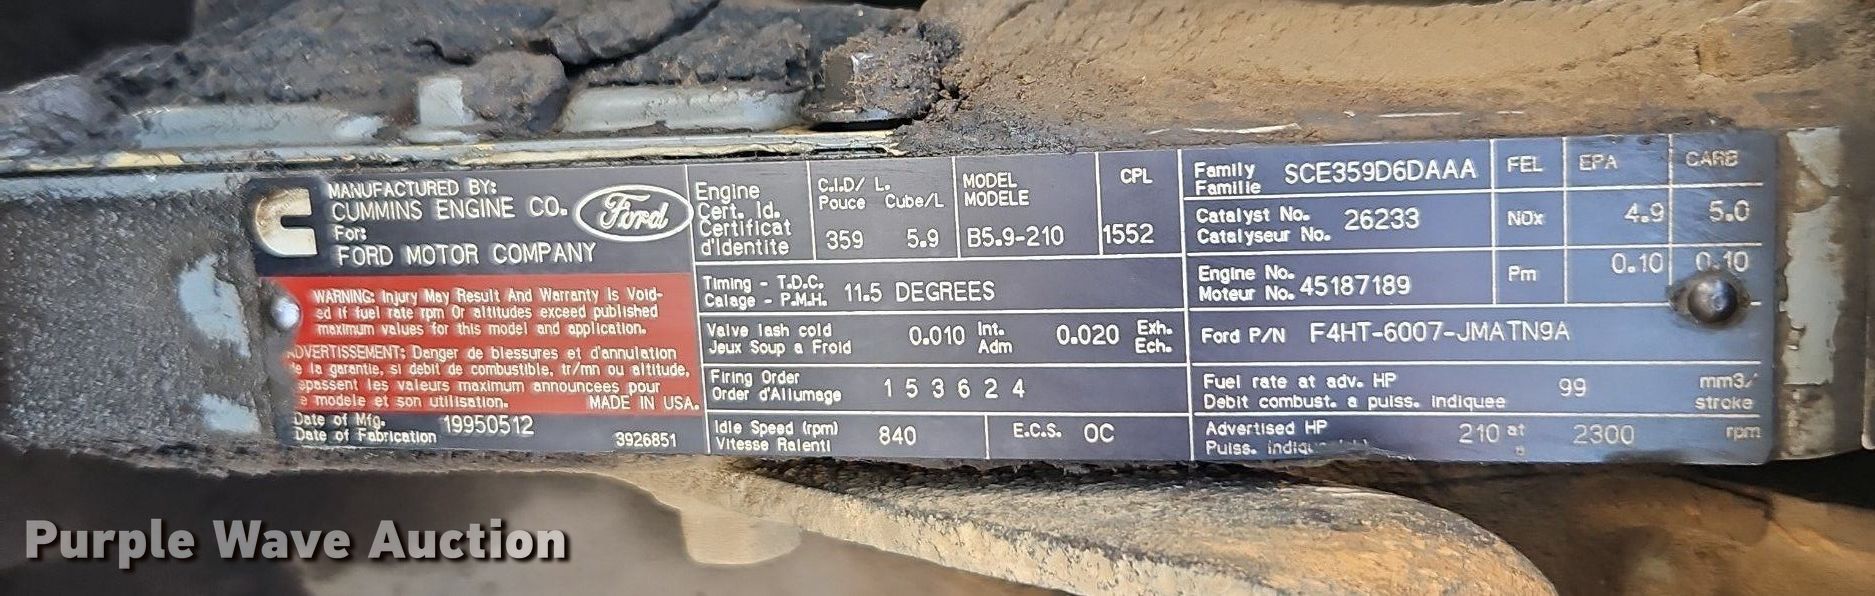 MANUFACTURED BY:
CUMMINS ENGINE CO.
For:
FORD MOTOR COMPANY
Ford
WARNING: Injury May Result And Warranty Is Void-
ed if fuel rate rpm Or altitudes exceed published
maximum values for this model and application.
ADVERTISSEMENT: Danger de blessures et d'annulation
de la garantie, si debit de combustible, tr/mn ou altitude,
les valeurs maximum announcees pour
modele et son utilisation. MADE IN USA.
Date of Mfg. 19950512
Date of Fabrication 3926851
Engine
Cert. Id.
Certificat
d'Identite
C.I.D/ L.
Pouce Cube/L
359 5.9
MODEL
MODELE
B5.9-210
CPL
1552
Timing - T.D.C.
Calage - P.M.H. 11.5 DEGREES
Valve lash cold 0.010 Int. 0.020 Exh.
Jeux Soup a Froid Adm Ech.
Firing Order
Order d'Allumage 1 5 3 6 2 4
Idle Speed (rpm)
Vitesse Ralenti 840
E.C.S. OC
Family
Familie SCE359D6DAAA
FEL EPA CARB
Catalyst No.
Catalyseur No. 26233
NOx 4.9 5.0
Engine No.
Moteur No. 45187189
Pm 0.10 0.10
Ford P/N F4HT-6007-JMATN9A
Fuel rate at adv. HP 99 mm3/
Debit combust. a puiss. indiquee stroke
Advertised HP 210 at 2300 rpm
Puiss.
Purple Wave Auction